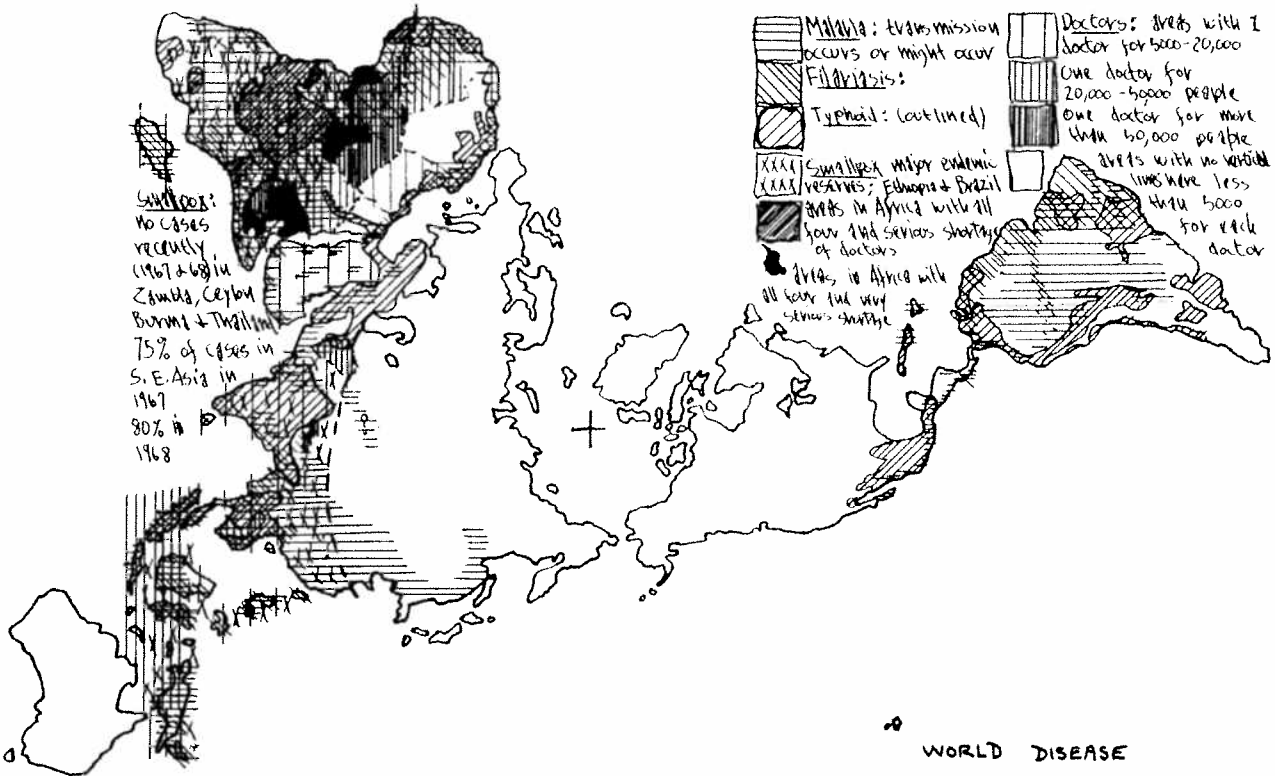 Malaria: transmission
occurs or might occur
Filariasis:
Typhoid: (outlined)
XXXX
XXXX
Smallpox major endemic
reserves; Ethiopia & Brazil
areas in Africa with all
four and serious shortage
of doctors
areas in Africa with
all four and very
serious shortage
Doctors: areas with 1
doctor for 5000-20,000
One doctor for
20,000-50,000 people
One doctor for more
than 50,000 people
areas with no vertical
lines have less
than 5000
for each
doctor
Smallpox:
no cases
recently
(1967 & 68) in
Zambia, Ceylon
Burma & Thailand
75% of cases in
S. E. Asia in
1967
80% in
1968
WORLD DISEASE